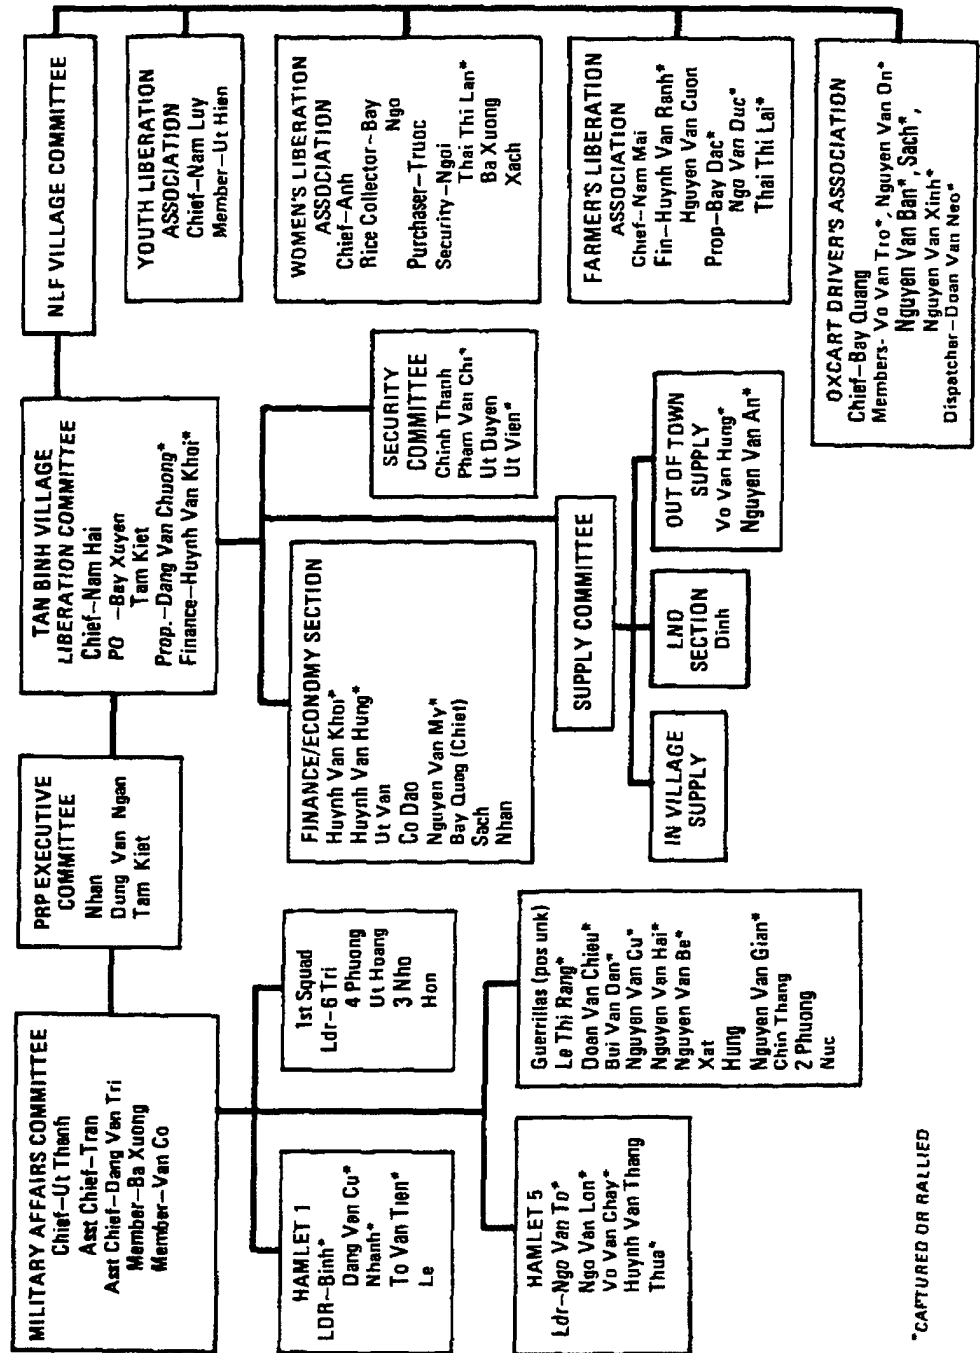 MILITARY AFFAIRS COMMITTEE
Chief–Ut Thanh
Asst Chief–Tran
Asst Chief–Dang Van Tri
Member–Ba Xuong
Member–Van Co
PRP EXECUTIVE
COMMITTEE
Nhan
Dung Van Ngan
Tam Kiet
TAN BINH VILLAGE
LIBERATION COMMITTEE
Chief–Nam Hai
PO –Bay Xuyen
Tam Kiet
Prop.–Dang Van Chuong*
Finance–Huynh Van Khoi*
NLF VILLAGE COMMITTEE
YOUTH LIBERATION
ASSOCIATION
Chief–Nam Luy
Member–Ut Hien
WOMEN'S LIBERATION
ASSOCIATION
Chief–Anh
Rice Collector–Bay
Ngo
Purchaser–Truoc
Security–Ngoi
Thai Thi Lan*
Ba Xuong
Xach
FARMER'S LIBERATION
ASSOCIATION
Chief–Nam Mai
Fin–Huynh Van Ranh*
Nguyen Van Cuon
Prop–Bay Dac*
Ngo Van Duc*
Thai Thi Lai*
OXCART DRIVER'S ASSOCIATION
Chief–Bay Quang
Members- Vo Van Tro*, Nguyen Van On*
Nguyen Van Ban*, Sach*,
Nguyen Van Xinh*
Dispatcher–Doan Van Neo*
HAMLET 1
LDR–Binh*
Dang Van Cu*
Nhanh*
To Van Tien*
Le
1st Squad
Ldr–6 Tri
4 Phuong
Ut Hoang
3 Nho
Hon
HAMLET 5
Ldr–Ngo Van To*
Ngo Van Lon*
Vo Van Chay*
Huynh Van Thang
Thua*
Guerrillas (pos unk)
Le Thi Rang*
Doan Van Chieu*
Bui Van Dan*
Nguyen Van Cu*
Nguyen Van Hai*
Nguyen Van Be*
Xat
Hung
Nguyen Van Gian*
Chin Thang
2 Phuong
Nuc
FINANCE/ECONOMY SECTION
Huynh Van Khoi*
Huynh Van Hung*
Ut Van
Co Dao
Nguyen Van My*
Bay Quag (Chiet)
Sach
Nhan
SECURITY
COMMITTEE
Chinh Thanh
Pham Van Chi*
Ut Duyen
Ut Vien*
SUPPLY COMMITTEE
IN VILLAGE
SUPPLY
LND
SECTION
Dinh
OUT OF TOWN
SUPPLY
Vo Van Hung*
Nguyen Van An*
*CAPTURED OR RALLIED